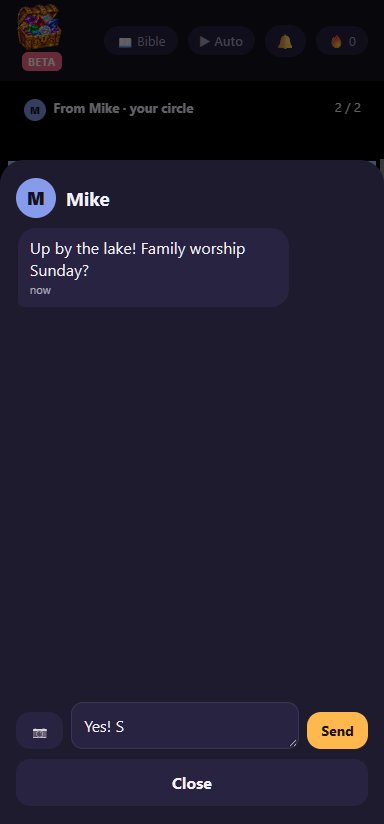 BETA
Bible
Auto
0
M
From Mike · your circle
2 / 2
M
Mike
Up by the lake! Family worship
Sunday?
now
Yes! S
Send
Close